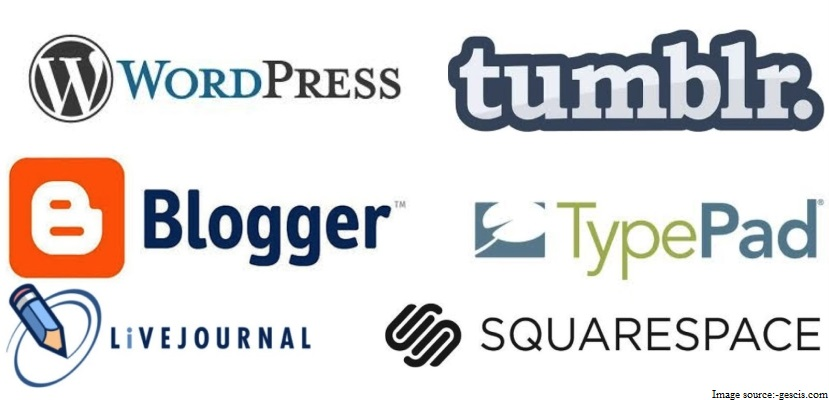 WORDPRESS
tumblr.
Blogger™
TypePad®
LiVEJOURNAL
SQUARESPACE
Image source:-gescis.com